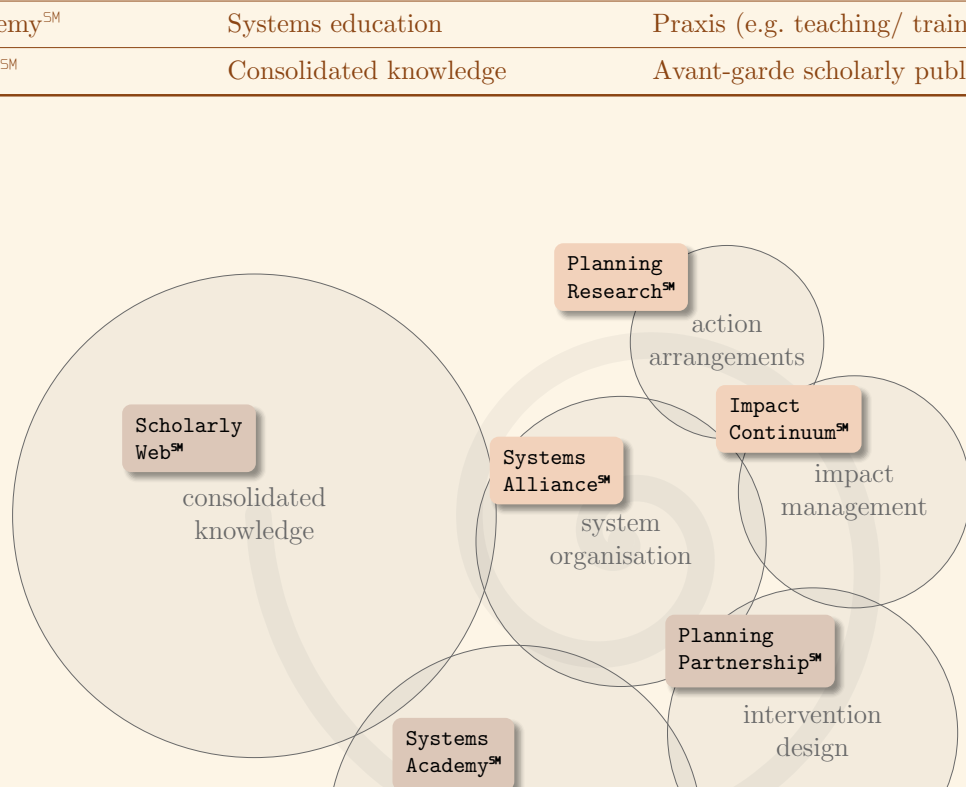 emy℠ Systems education Praxis (e.g. teaching/ train
℠ Consolidated knowledge Avant-garde scholarly publ
Planning
Research℠
action
arrangements
Impact
Continuum℠
impact
management
Scholarly
Web℠
consolidated
knowledge
Systems
Alliance℠
system
organisation
Planning
Partnership℠
intervention
design
Systems
Academy℠